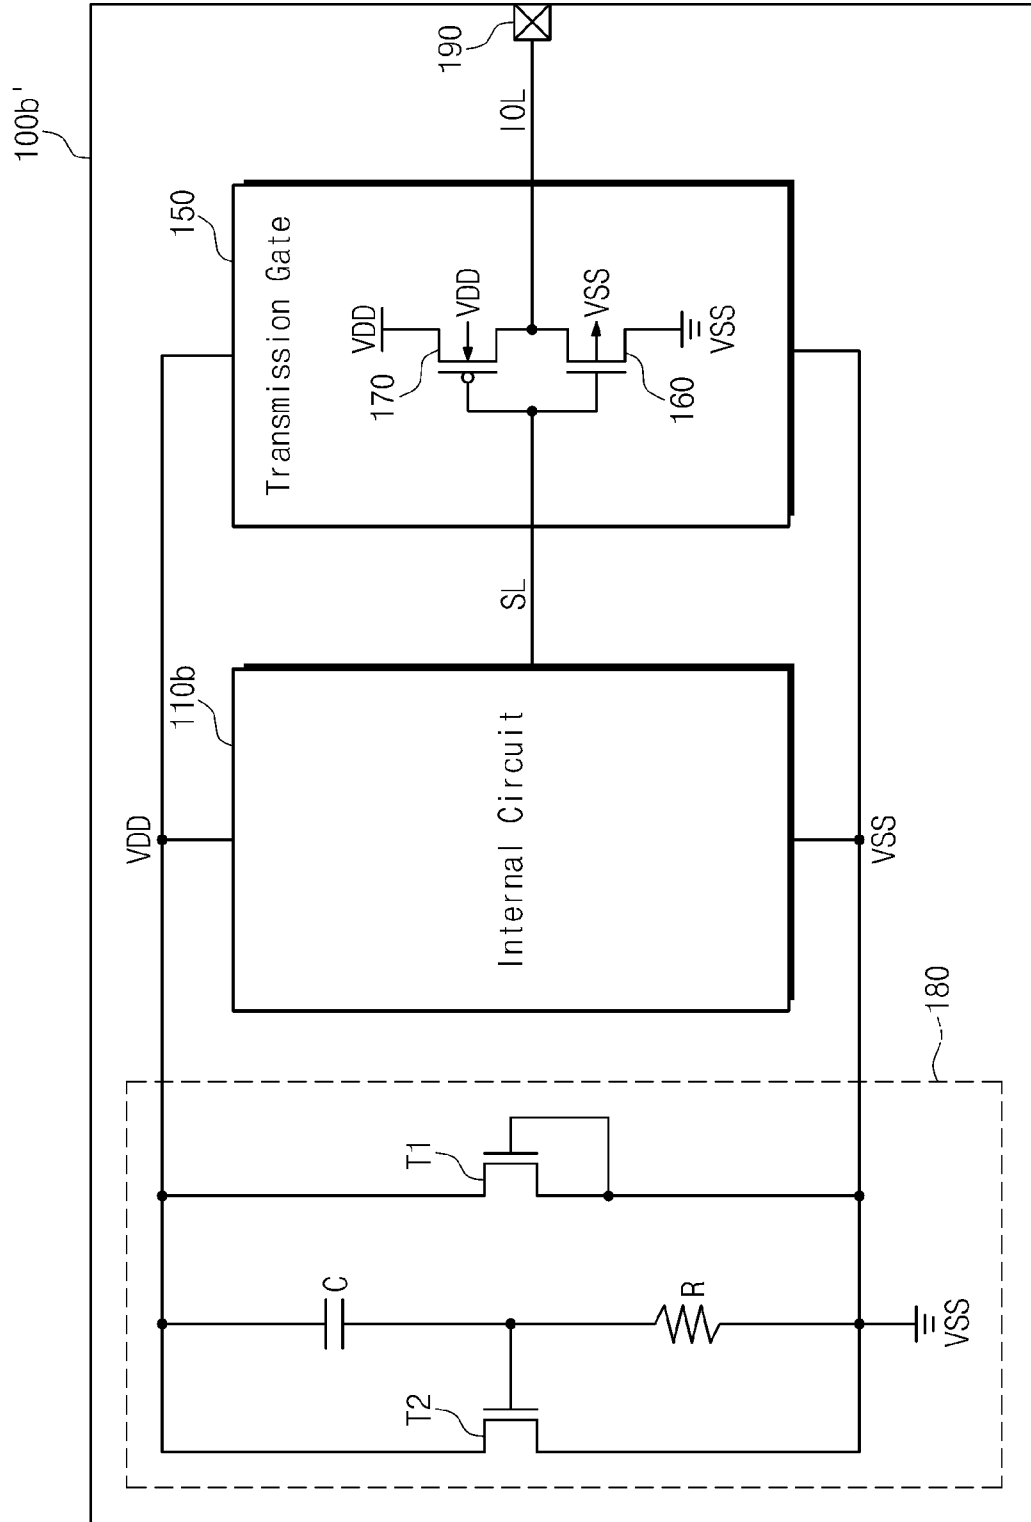 100b'
VDD
110b
Internal Circuit
VSS
SL
150
Transmission Gate
VDD
VDD
170
VSS
160
VSS
IOL
190
T1
T2
C
R
VSS
180